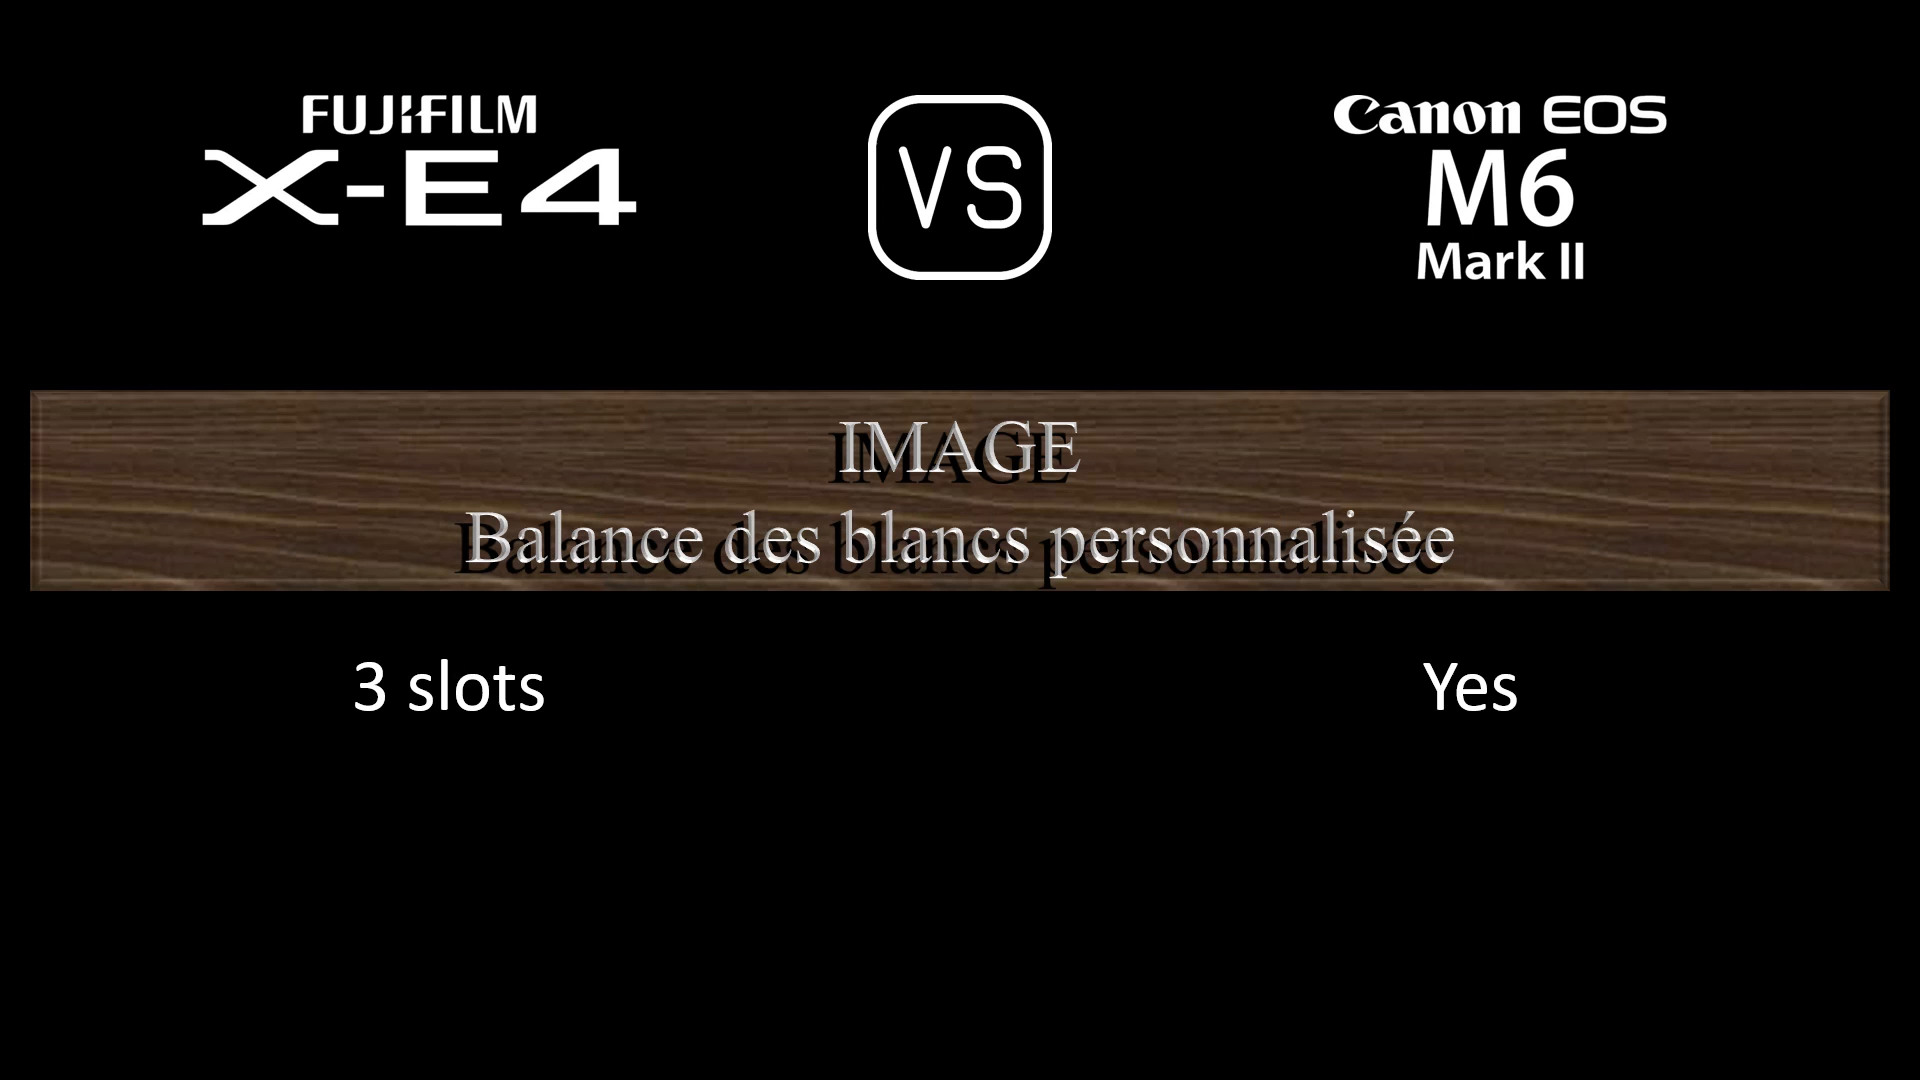 FUJIFILM
X-E4
VS
Canon EOS
M6
Mark II
IMAGE
Balance des blancs personnalisée
3 slots
Yes